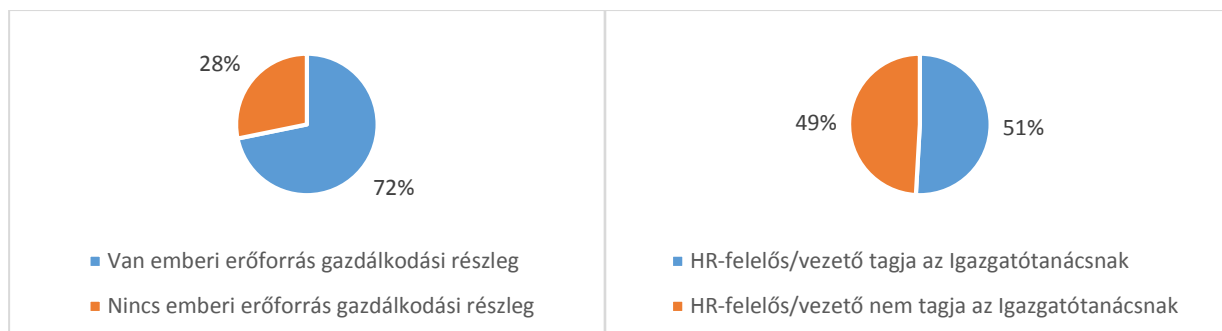 28%
72%
Van emberi erőforrás gazdálkodási részleg
Nincs emberi erőforrás gazdálkodási részleg
49%
51%
HR-felelős/vezető tagja az Igazgatótanácsnak
HR-felelős/vezető nem tagja az Igazgatótanácsnak